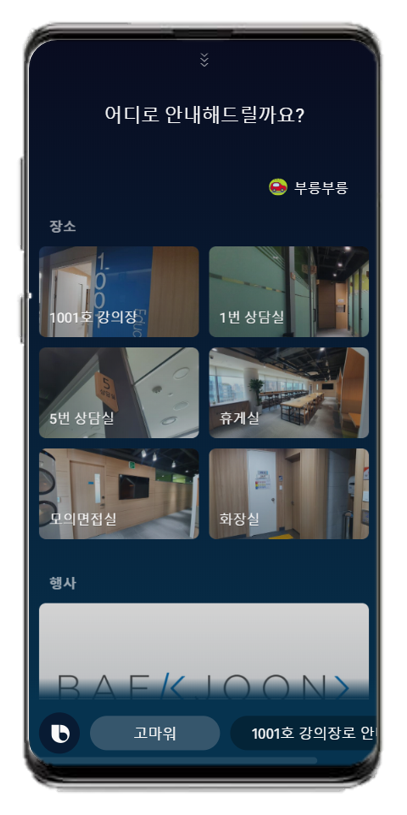 어디로 안내해드릴까요?
부릉부릉
장소
1001호 강의장
1번 상담실
5번 상담실
휴게실
모의면접실
화장실
행사
BAEKJOON>
고마워
1001호 강의장로 안